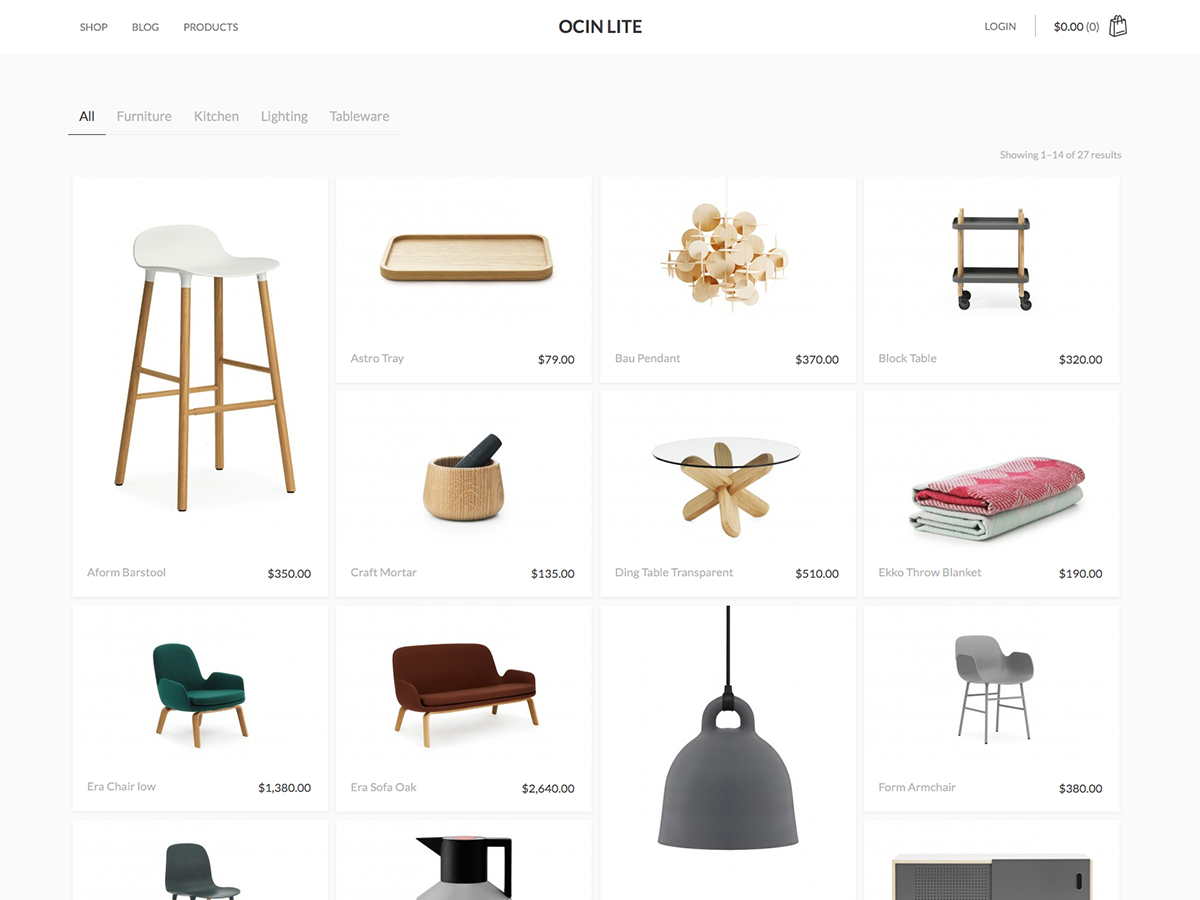 SHOP BLOG PRODUCTS OCIN LITE LOGIN $0.00 (0)
All Furniture Kitchen Lighting Tableware
Showing 1–14 of 27 results
Astro Tray $79.00
Bau Pendant $370.00
Block Table $320.00
Aform Barstool $350.00
Craft Mortar $135.00
Ding Table Transparent $510.00
Ekko Throw Blanket $190.00
Era Chair low $1,380.00
Era Sofa Oak $2,640.00
Form Armchair $380.00